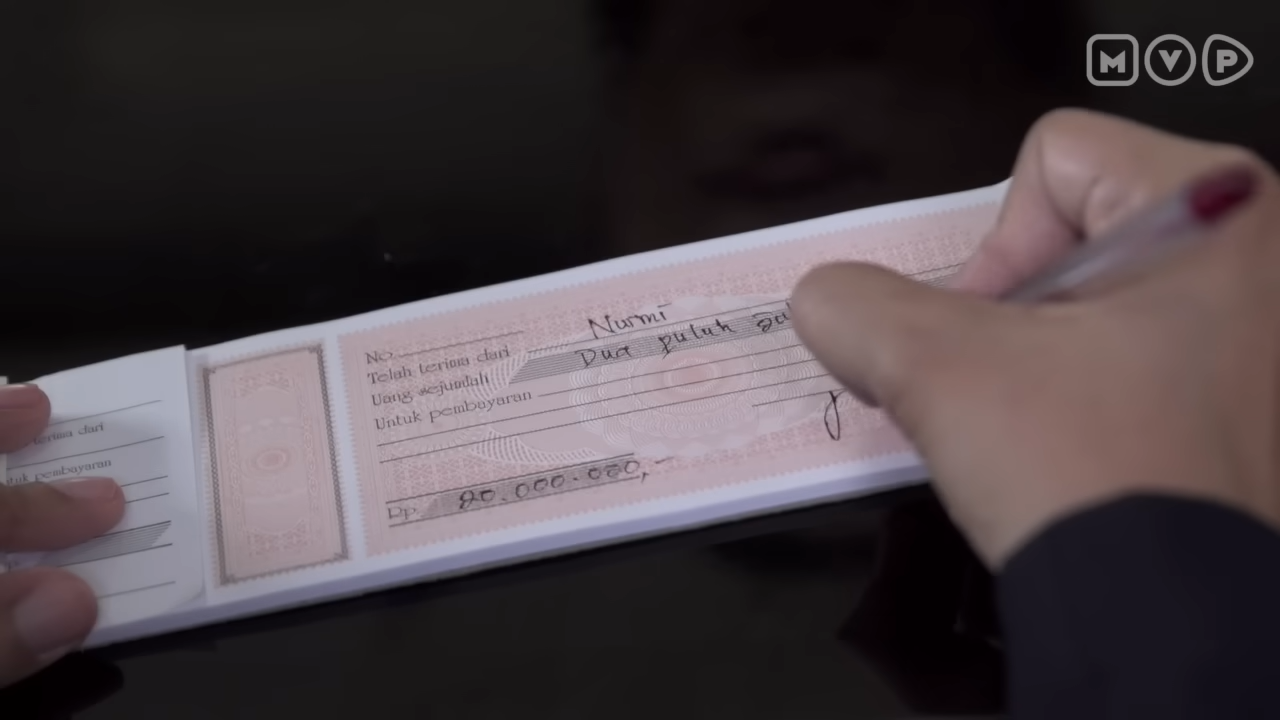 MVP
No.
Telah terima dari Nurmi
Uang sejumlah Dua puluh
Untuk pembayaran
Rp. 20.000.000,-
terima dari
tuk pembayaran